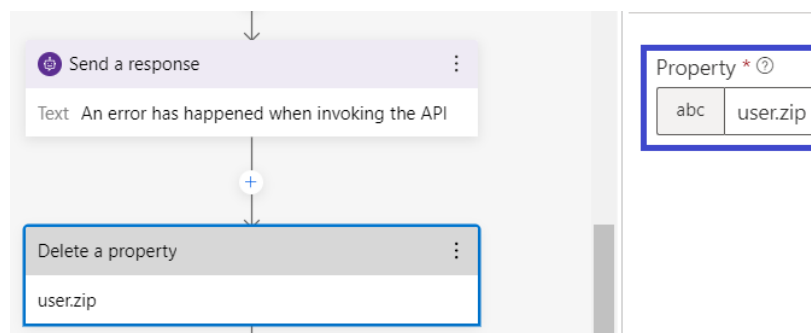 Send a response
Text An error has happened when invoking the API
Delete a property
user.zip
Property *
abc user.zip